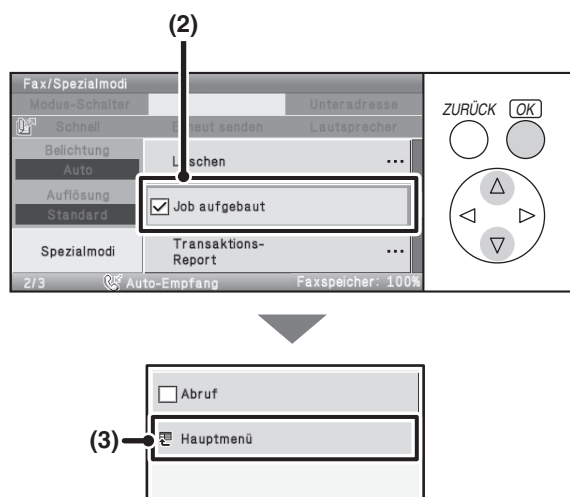 (2)
Fax/Spezialmodi
Modus-Schalter
Unteradresse
Schnell
Erneut senden
Lautsprecher
ZURÜCK
OK
Belichtung
Auto
Löschen
...
Auflösung
Standard
Job aufgebaut
Spezialmodi
Transaktions-
Report
...
2/3
Auto-Empfang
Faxspeicher: 100%
Abruf
(3)
Hauptmenü